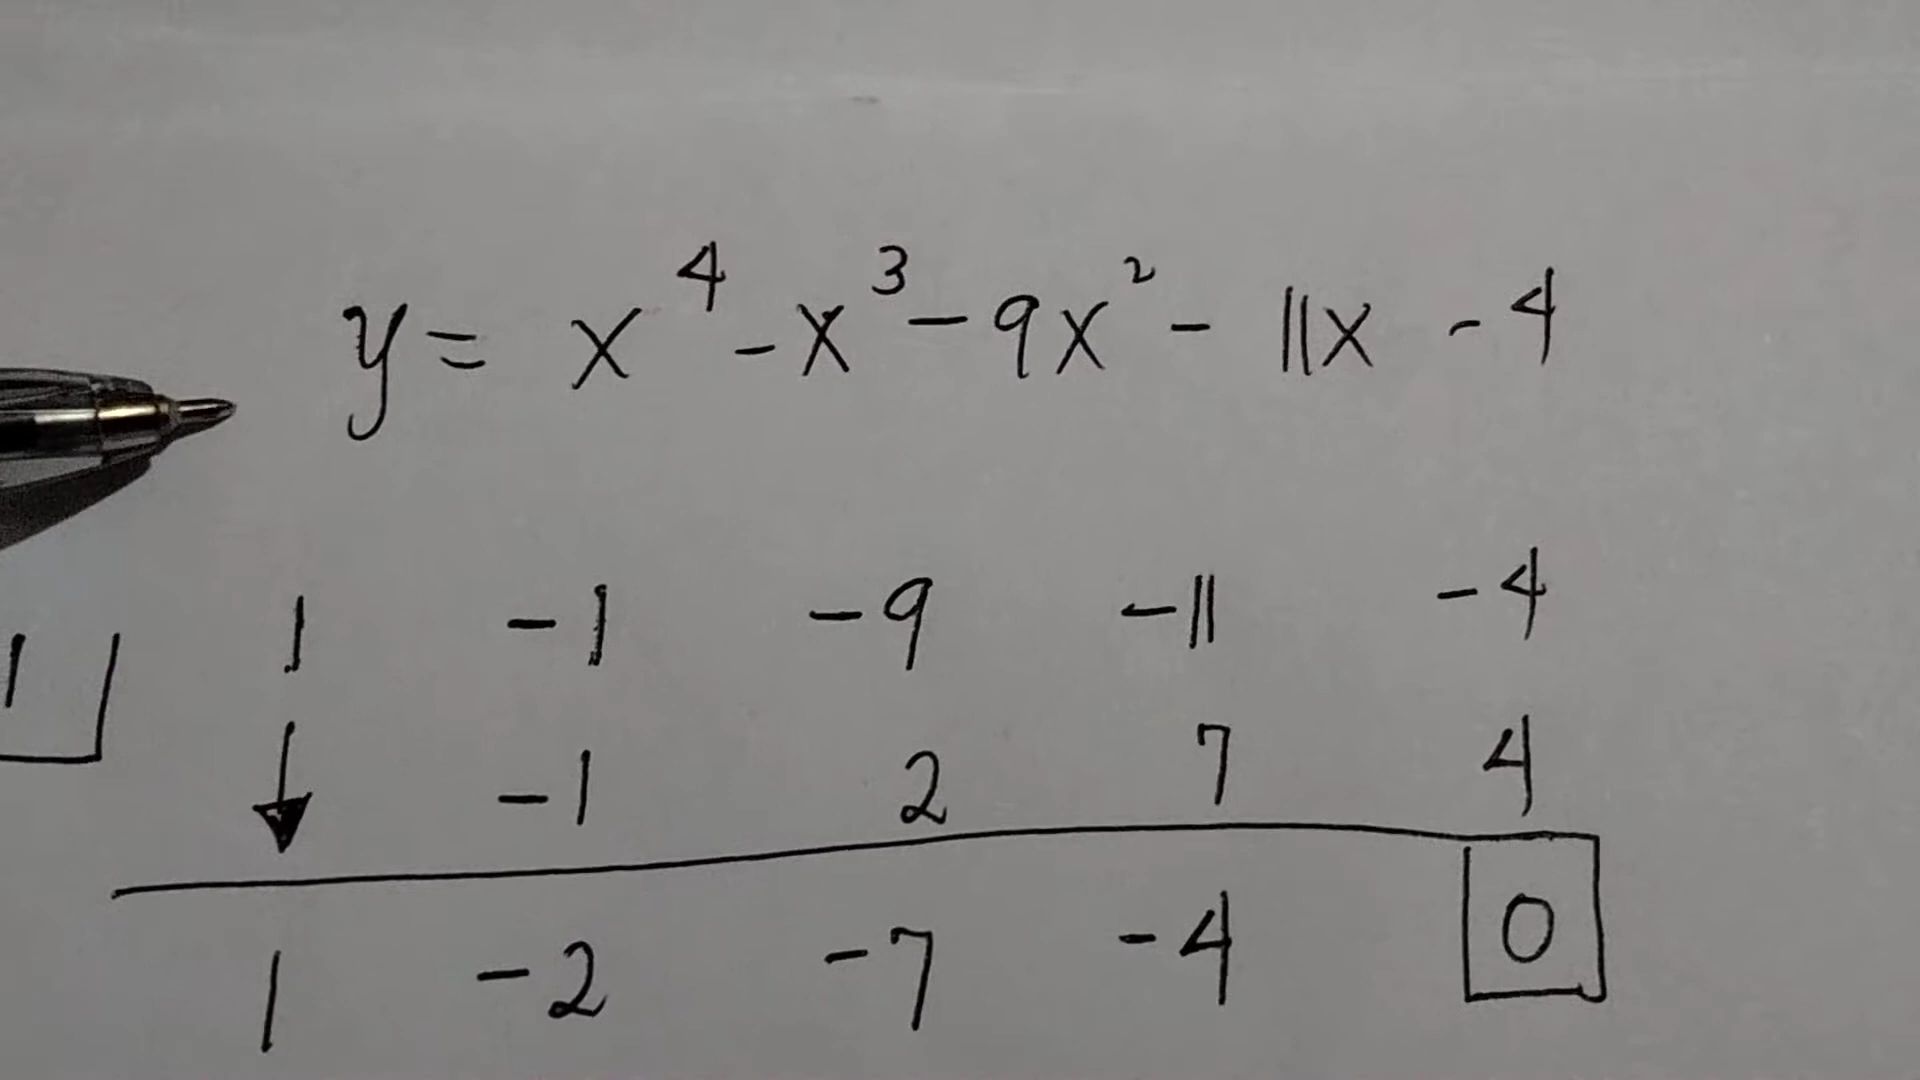 y = x⁴ - x³ - 9x² - 11x - 4
1 -1 -9 -11 -4
1
-1 2 7 4
1 -2 -7 -4 0